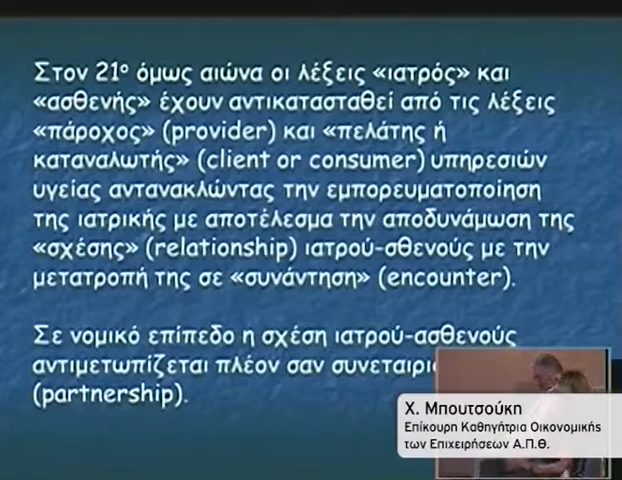 Στον 21ο όμως αιώνα οι λέξεις «ιατρός» και
«ασθενής» έχουν αντικατασταθεί από τις λέξεις
«πάροχος» (provider) και «πελάτης ή
καταναλωτής» (client or consumer) υπηρεσιών
υγείας αντανακλώντας την εμπορευματοποίηση
της ιατρικής με αποτέλεσμα την αποδυνάμωση της
«σχέσης» (relationship) ιατρού-σθενούς με την
μετατροπή της σε «συνάντηση» (encounter).
Σε νομικό επίπεδο η σχέση ιατρού-ασθενούς
αντιμετωπίζεται πλέον σαν
(partnership).
Χ. Μπουτσούκη
Επίκουρη Καθηγήτρια Οικονομικής
των Επιχειρήσεων Α.Π.Θ.